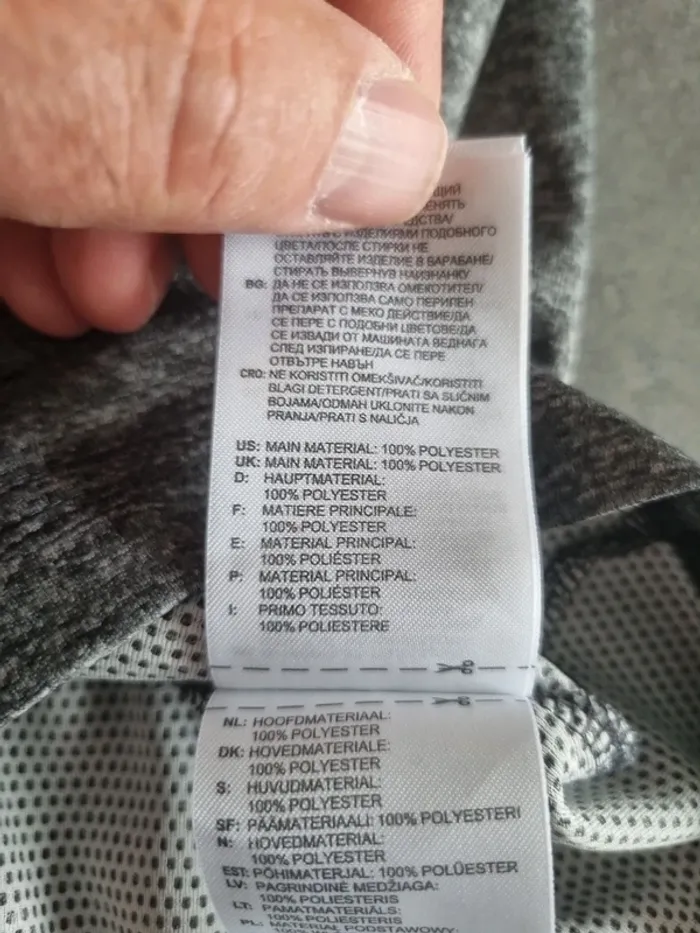 ЕНЯТЬ
ИЗДЕЛИЯМИ ПОДОБНОГО
ЦВЕТА/ПОСЛЕ СТИРКИ НЕ
ОСТАВЛЯЙТЕ ИЗДЕЛИЕ В БАРАБАНЕ/
СТИРАТЬ ВЫВЕРНУВ НАИЗНАНКУ
BG: ДА НЕ СЕ ИЗПОЛЗВА ОМЕКОТИТЕЛ/
ДА СЕ ИЗПОЛЗВА САМО ПЕРИЛЕН
ПРЕПАРАТ С МЕКО ДЕЙСТВИЕ/ДА
СЕ ПЕРЕ С ПОДОБНИ ЦВЕТОВЕ/ДА
СЕ ИЗВАДИ ОТ МАШИНАТА ВЕДНАГА
СЛЕД ИЗПИРАНЕ/ДА СЕ ПЕРЕ
ОТВЪТРЕ НАВЪН
CRO: NE KORISTITI OMEKŠIVAČ/KORISTITI
BLAGI DETERGENT/PRATI SA SLIČNIM
BOJAMA/ODMAH UKLONITE NAKON
PRANJA/PRATI S NALIČJA
US: MAIN MATERIAL: 100% POLYESTER
UK: MAIN MATERIAL: 100% POLYESTER
D: HAUPTMATERIAL:
100% POLYESTER
F: MATIERE PRINCIPALE:
100% POLYESTER
E: MATERIAL PRINCIPAL:
100% POLIÉSTER
P: MATERIAL PRINCIPAL:
100% POLIÉSTER
I: PRIMO TESSUTO:
100% POLIESTERE
NL: HOOFDMATERIAAL:
100% POLYESTER
DK: HOVEDMATERIALE:
100% POLYESTER
S: HUVUDMATERIAL:
100% POLYESTER
SF: PÄÄMATERIAALI: 100% POLYESTERI
N: HOVEDMATERIAL:
100% POLYESTER
EST: PÕHIMATERJAL: 100% POLÜESTER
LV: PAGRINDINĖ MEDŽIAGA:
100% POLIESTERIS
LT: PAMATMATERIĀLS:
100% POLIESTERIS
PL: MATERIAŁ PODSTAWOWY: